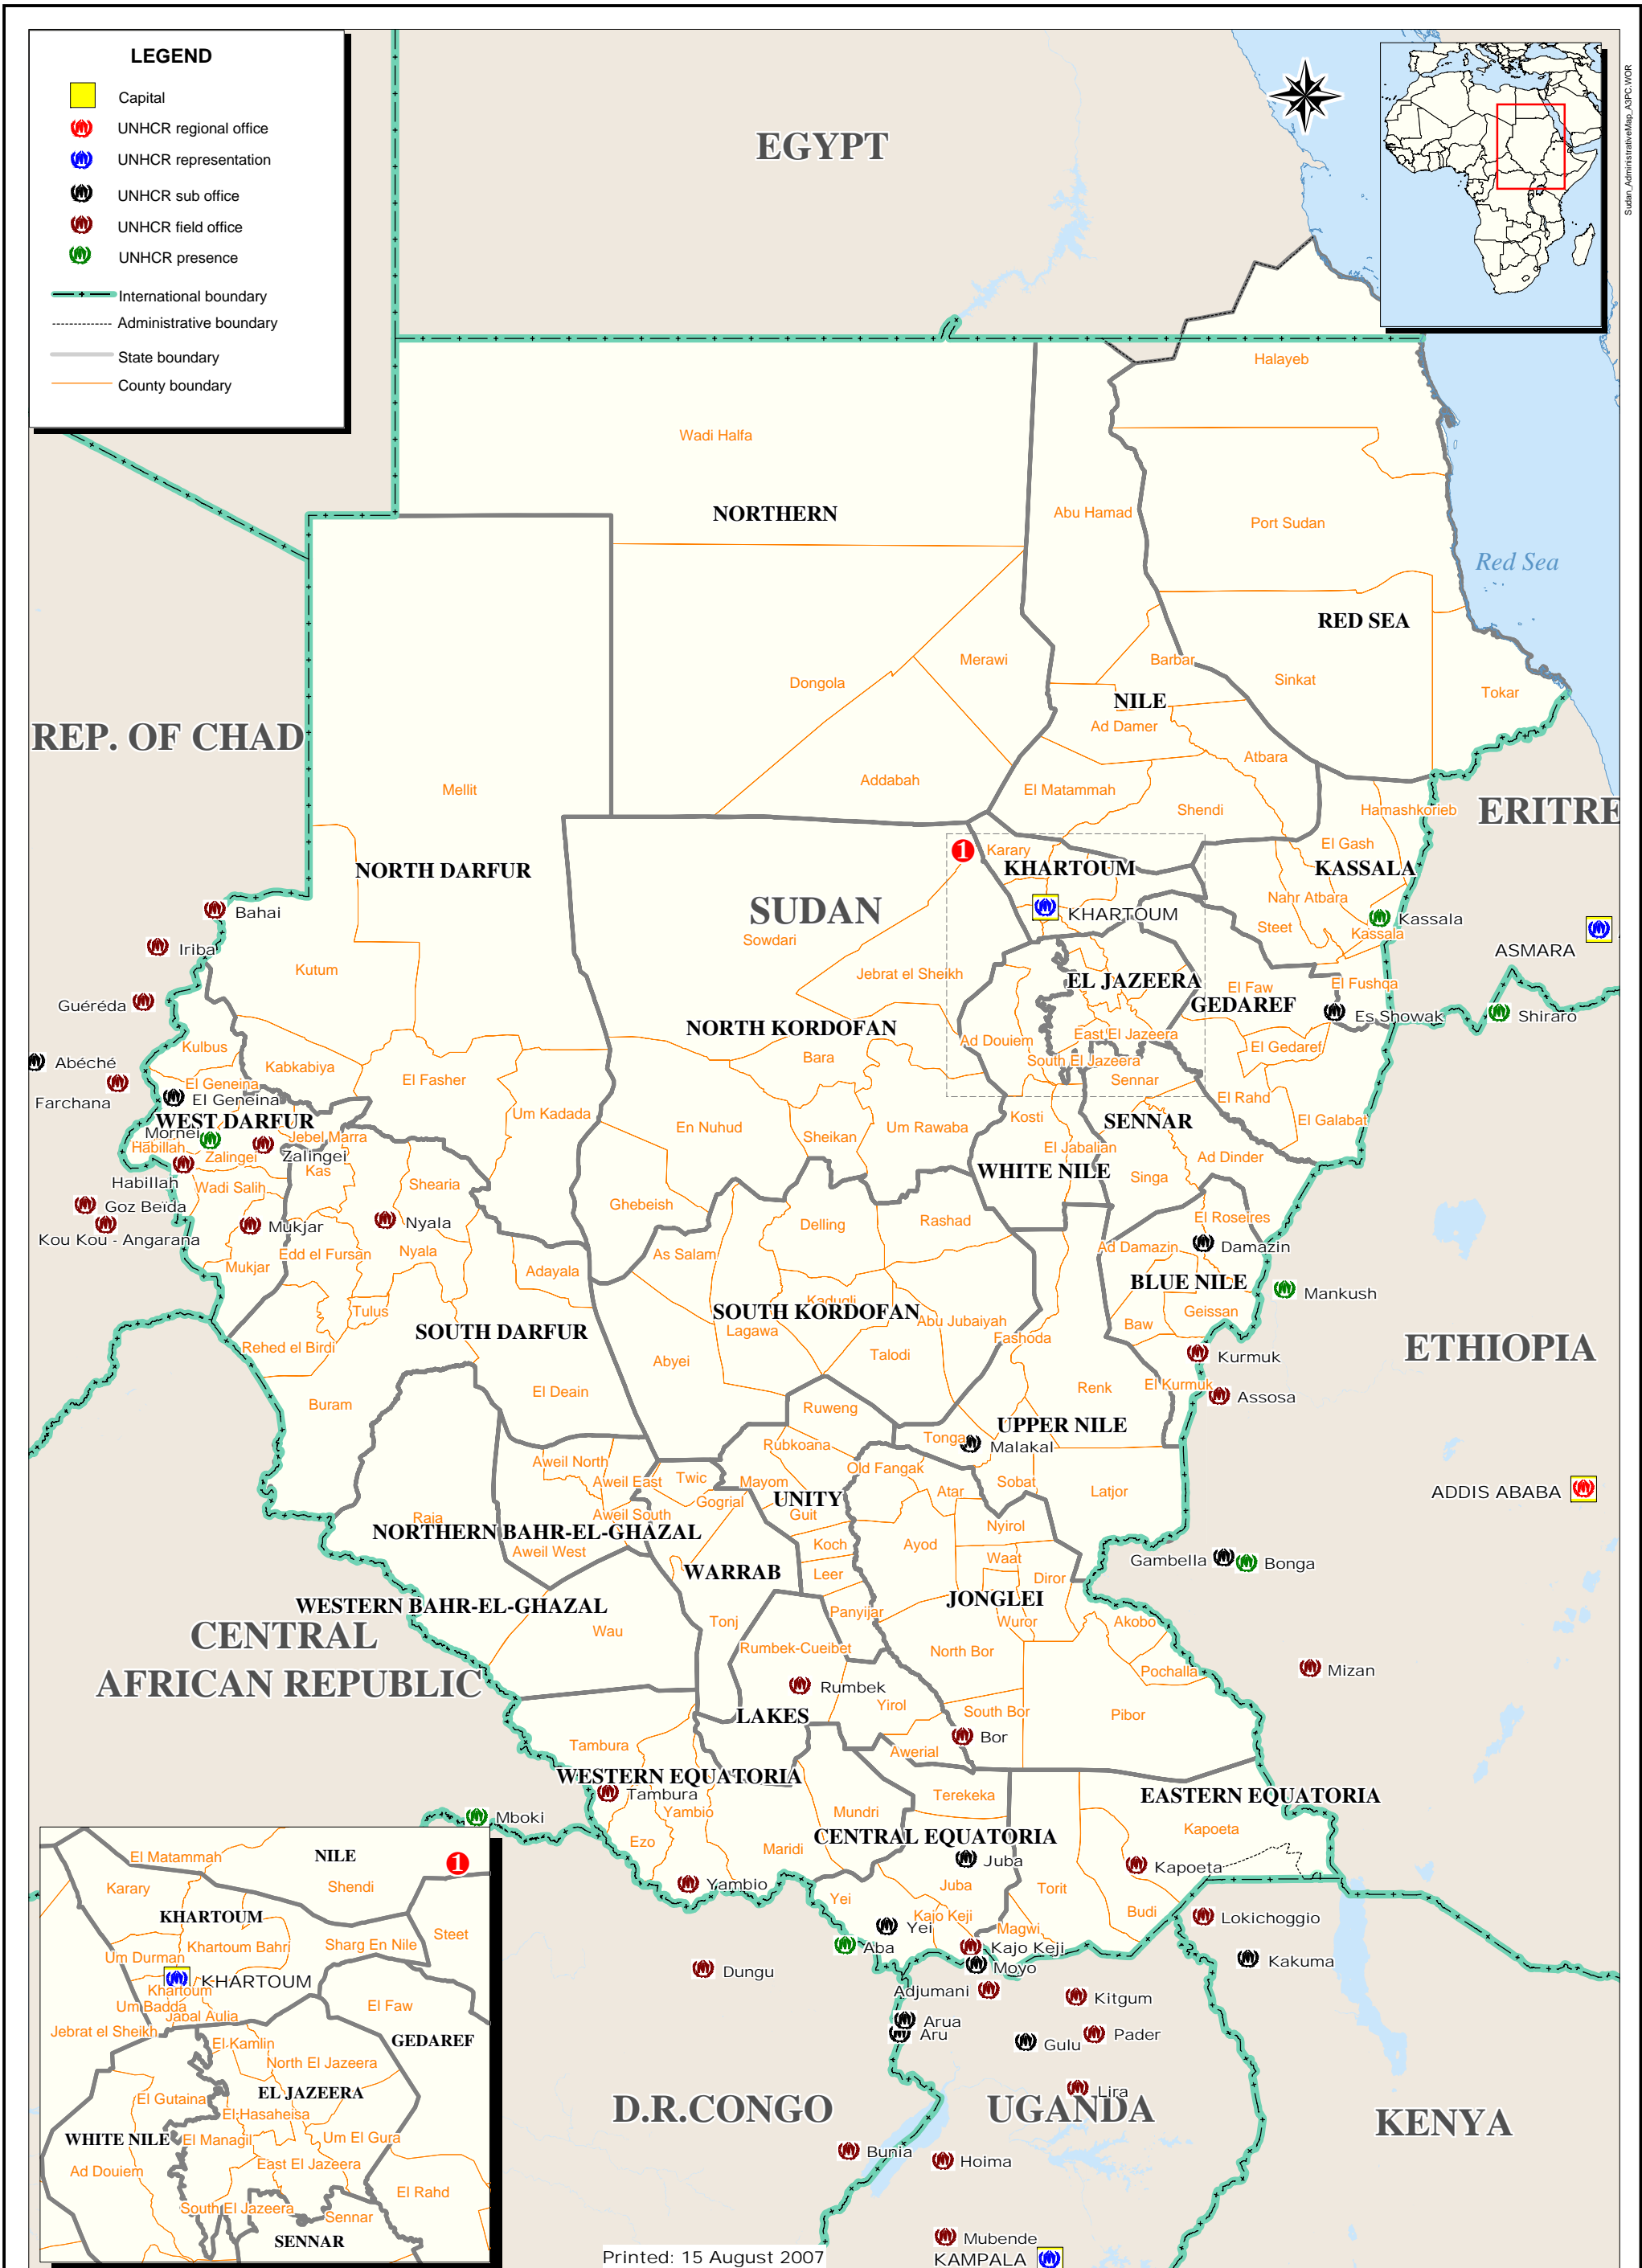 LEGEND
Capital
UNHCR regional office
UNHCR representation
UNHCR sub office
UNHCR field office
UNHCR presence
International boundary
Administrative boundary
State boundary
County boundary
Sudan_AdministrativeMap_A3PC.WOR
EGYPT
Halayeb
Wadi Halfa
NORTHERN
Abu Hamad
Port Sudan
Red Sea
RED SEA
Merawi
Barbar
Dongola
Sinkat
Tokar
NILE
Ad Damer
REP. OF CHAD
Atbara
Addabah
Mellit
El Matammah
Shendi
Hamashkorieb
ERITRE
El Gash
1
Karary
KHARTOUM
KASSALA
NORTH DARFUR
Nahr Atbara
SUDAN
KHARTOUM
Bahai
Kassala
Steet
Kassala
Sowdari
Iriba
ASMARA
Kutum
Jebrat el Sheikh
EL JAZEERA
El Faw
El Fushqa
Guéréda
GEDAREF
Es Showak
Shiraro
NORTH KORDOFAN
Ad Douiem
East El Jazeera
Kulbus
Bara
El Gedaref
Abéché
Kabkabiya
South El Jazeera
El Fasher
Sennar
El Geneina
El Geneina
Farchana
El Rahd
Um Kadada
Kosti
WEST DARFUR
SENNAR
El Galabat
Mornei
En Nuhud
Sheikan
Um Rawaba
Jebel Marra
Habillah
El Jabalian
Zalingei
Zalingei
Ad Dinder
Kas
WHITE NILE
Singa
Habillah
Wadi Salih
Shearia
Goz Beïda
Ghebeish
El Roseires
Mukjar
Nyala
Delling
Rashad
Kou Kou - Angarana
Ad Damazin
Damazin
Edd el Fursan
Nyala
As Salam
Mukjar
Adayala
BLUE NILE
Mankush
Kadugli
Tulus
SOUTH KORDOFAN
Geissan
Abu Jubaiyah
Baw
Lagawa
SOUTH DARFUR
Fashoda
Rehed el Birdi
ETHIOPIA
Talodi
Kurmuk
Abyei
El Kurmuk
El Deain
Renk
Assosa
Buram
Ruweng
UPPER NILE
Tonga
Malakal
Rubkoana
Aweil North
Old Fangak
Aweil East
Twic
Mayom
Sobat
Atar
Latjor
ADDIS ABABA
UNITY
Gogrial
Raja
Aweil South
Guit
Nyirol
NORTHERN BAHR-EL-GHAZAL
Koch
Ayod
Aweil West
Waat
Gambella
Bonga
WARRAB
Leer
Diror
JONGLEI
WESTERN BAHR-EL-GHAZAL
Panyijar
Tonj
Wuror
Akobo
CENTRAL
AFRICAN REPUBLIC
Wau
Rumbek-Cueibet
North Bor
Pochalla
Mizan
Rumbek
Yirol
South Bor
Pibor
LAKES
Bor
Tambura
Awerial
WESTERN EQUATORIA
Tambura
Terekeka
EASTERN EQUATORIA
Yambio
Mundri
Mboki
Kapoeta
CENTRAL EQUATORIA
Ezo
Maridi
Juba
Kapoeta
Yambio
Juba
Torit
Yei
Budi
Kajo Keji
Lokichoggio
Yei
Magwi
Aba
Kajo Keji
Kakuma
Moyo
Dungu
Adjumani
Kitgum
Arua
Aru
Pader
Gulu
Lira
D.R.CONGO
UGANDA
KENYA
Bunia
Hoima
Mubende
KAMPALA
El Matammah
NILE
1
Karary
Shendi
KHARTOUM
Steet
Um Durman
Khartoum Bahri
Sharg En Nile
KHARTOUM
Khartoum
Um Badda
El Faw
Jabal Aulia
Jebrat el Sheikh
GEDAREF
El Kamlin
North El Jazeera
EL JAZEERA
El Gutaina
El Hasaheisa
WHITE NILE
El Managil
Um El Gura
East El Jazeera
Ad Douiem
El Rahd
South El Jazeera
Sennar
SENNAR
Printed: 15 August 2007